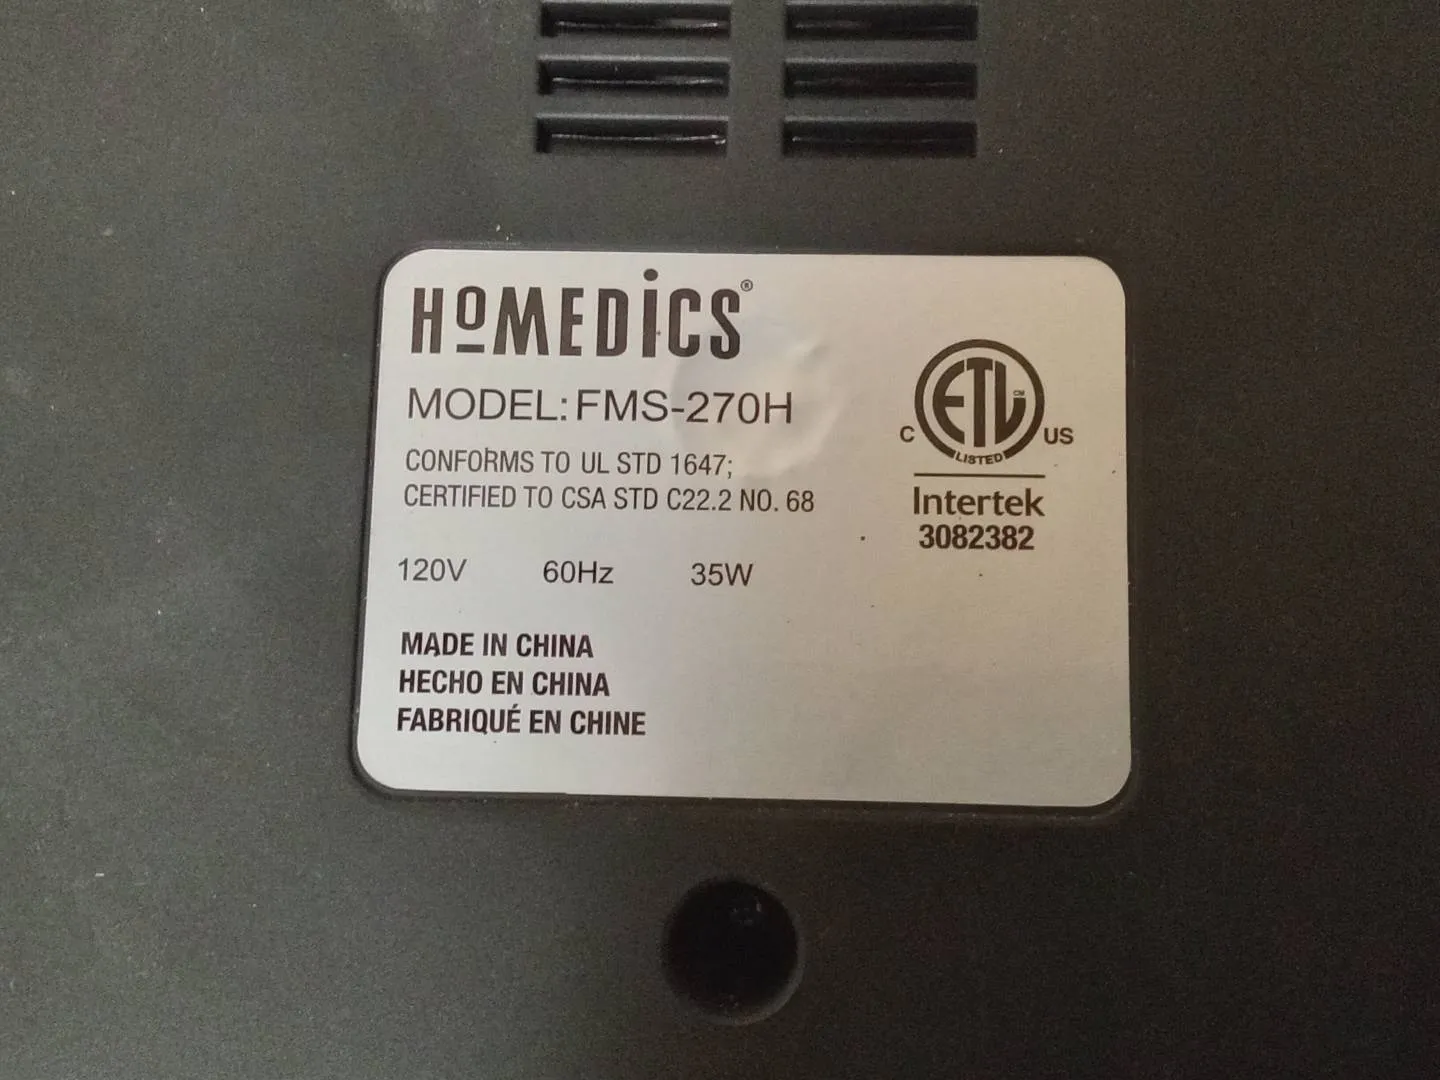 HOMEDICS®
MODEL: FMS-270H
CONFORMS TO UL STD 1647;
CERTIFIED TO CSA STD C22.2 NO. 68
120V 60Hz 35W
MADE IN CHINA
HECHO EN CHINA
FABRIQUÉ EN CHINE
ETL CM
C US
LISTED
Intertek
3082382